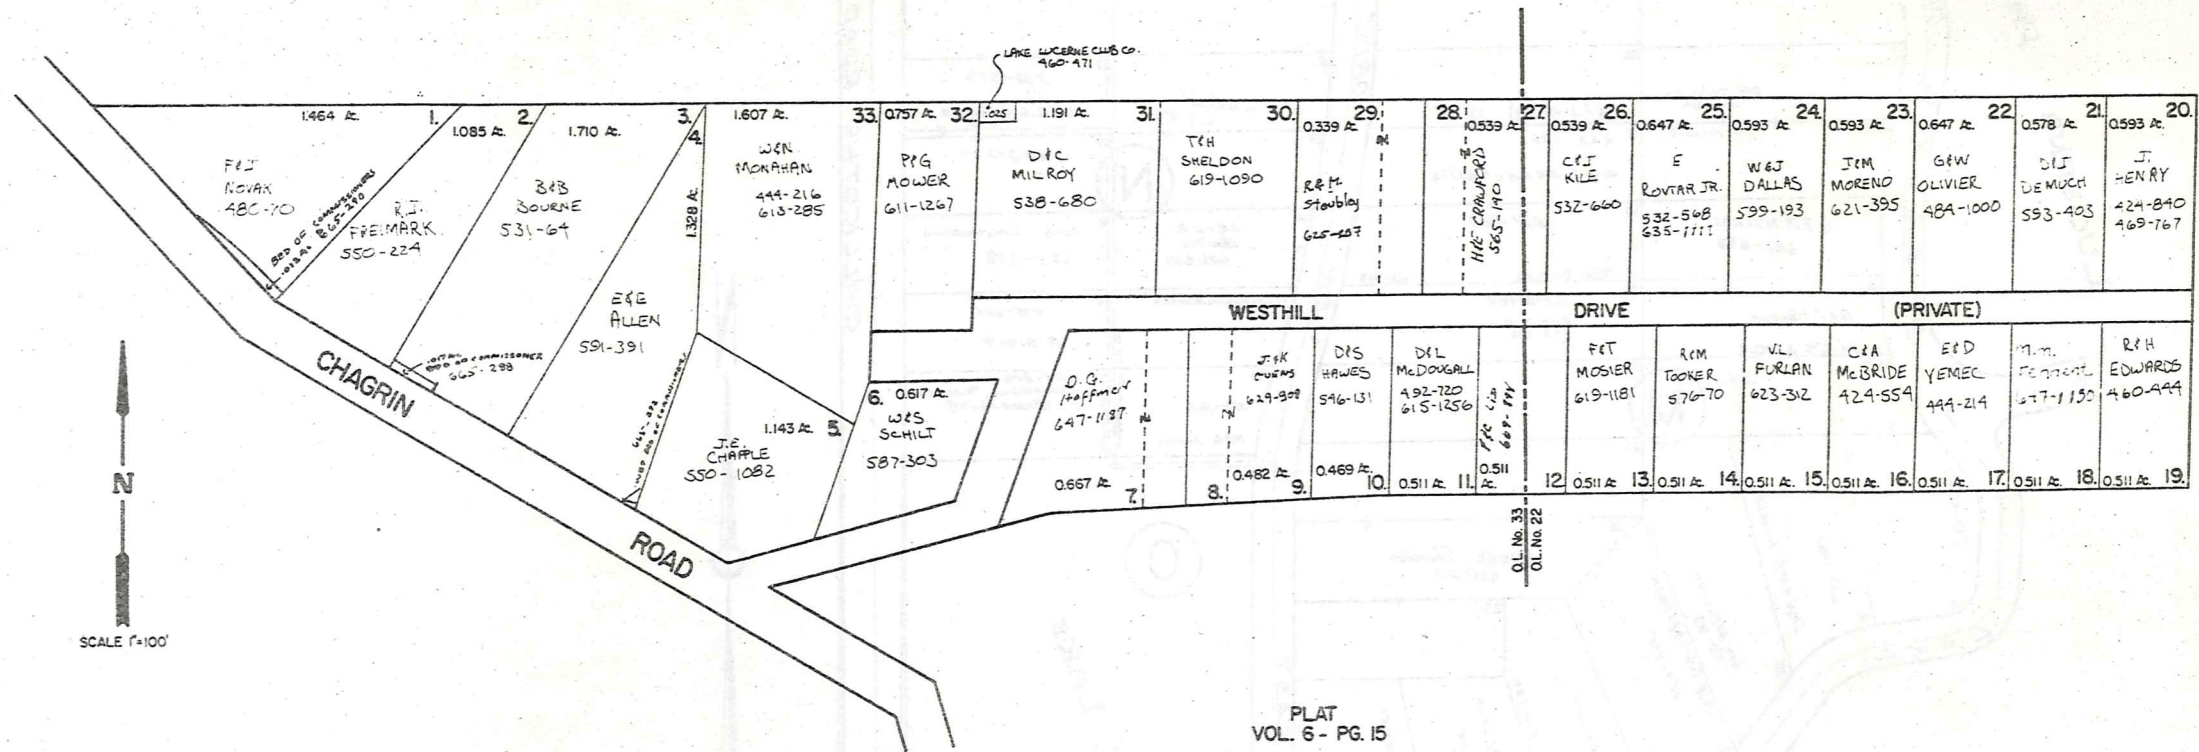 LAKE LUCERNE CLUB CO.
460-471
1.464 Ac.
1.
1.085 Ac.
2.
1.710 Ac.
3.
4.
1.607 Ac.
33.
0.757 Ac.
32.
.025
1.191 Ac.
31.
30.
29.
0.339 Ac.
28.
0.539 Ac.
27.
0.539 Ac.
26.
0.647 Ac.
25.
0.593 Ac.
24.
0.593 Ac.
23.
0.647 Ac.
22.
0.578 Ac.
21.
0.593 Ac.
20.
F&J
NOVAK
480-70
BED OF COMMISSIONERS
R.J.
FREIMARK
550-224
B&B
BOURNE
531-64
E&E
ALLEN
591-391
1.328 Ac.
W&N
MONAHAN
444-216
613-285
P&G
MOWER
611-1267
D&C
MILROY
538-680
T&H
SHELDON
619-1090
R&M
Stoubley
H&E CRAWFORD
565-190
C&J
KILE
532-660
E
ROVTAR JR.
532-568
635-1111
W&J
DALLAS
599-193
J&M
MORENO
621-395
G&W
OLIVIER
484-1000
D&J
DEMUCH
593-403
J.
HENRY
424-840
469-767
WESTHILL DRIVE (PRIVATE)
665-298
J.E.
CHAPPLE
550-1082
1.143 Ac.
5.
6.
0.617 Ac.
W&S
SCHILT
587-303
D.G.
Hoffman
647-1187
0.667 Ac.
7.
8.
J&K
0.482 Ac.
9.
D&S
HAWES
546-131
0.469 Ac.
10.
D&L
McDOUGALL
492-720
615-1256
0.511 Ac.
11.
0.511
Ac.
12.
F&T
MOSIER
619-1181
0.511 Ac.
13.
R&M
TOOKER
576-70
0.511 Ac.
14.
V.L.
FURLAN
623-312
0.511 Ac.
15.
C&A
McBRIDE
424-554
0.511 Ac.
16.
E&D
YEMEC
444-214
0.511 Ac.
17.
M.M.
0.511 Ac.
18.
R&H
EDWARDS
460-444
0.511 Ac.
19.
CHAGRIN ROAD
O.L. No. 33
O.L. No. 22
N
SCALE 1"=100'
PLAT
VOL. 6 - PG. 15